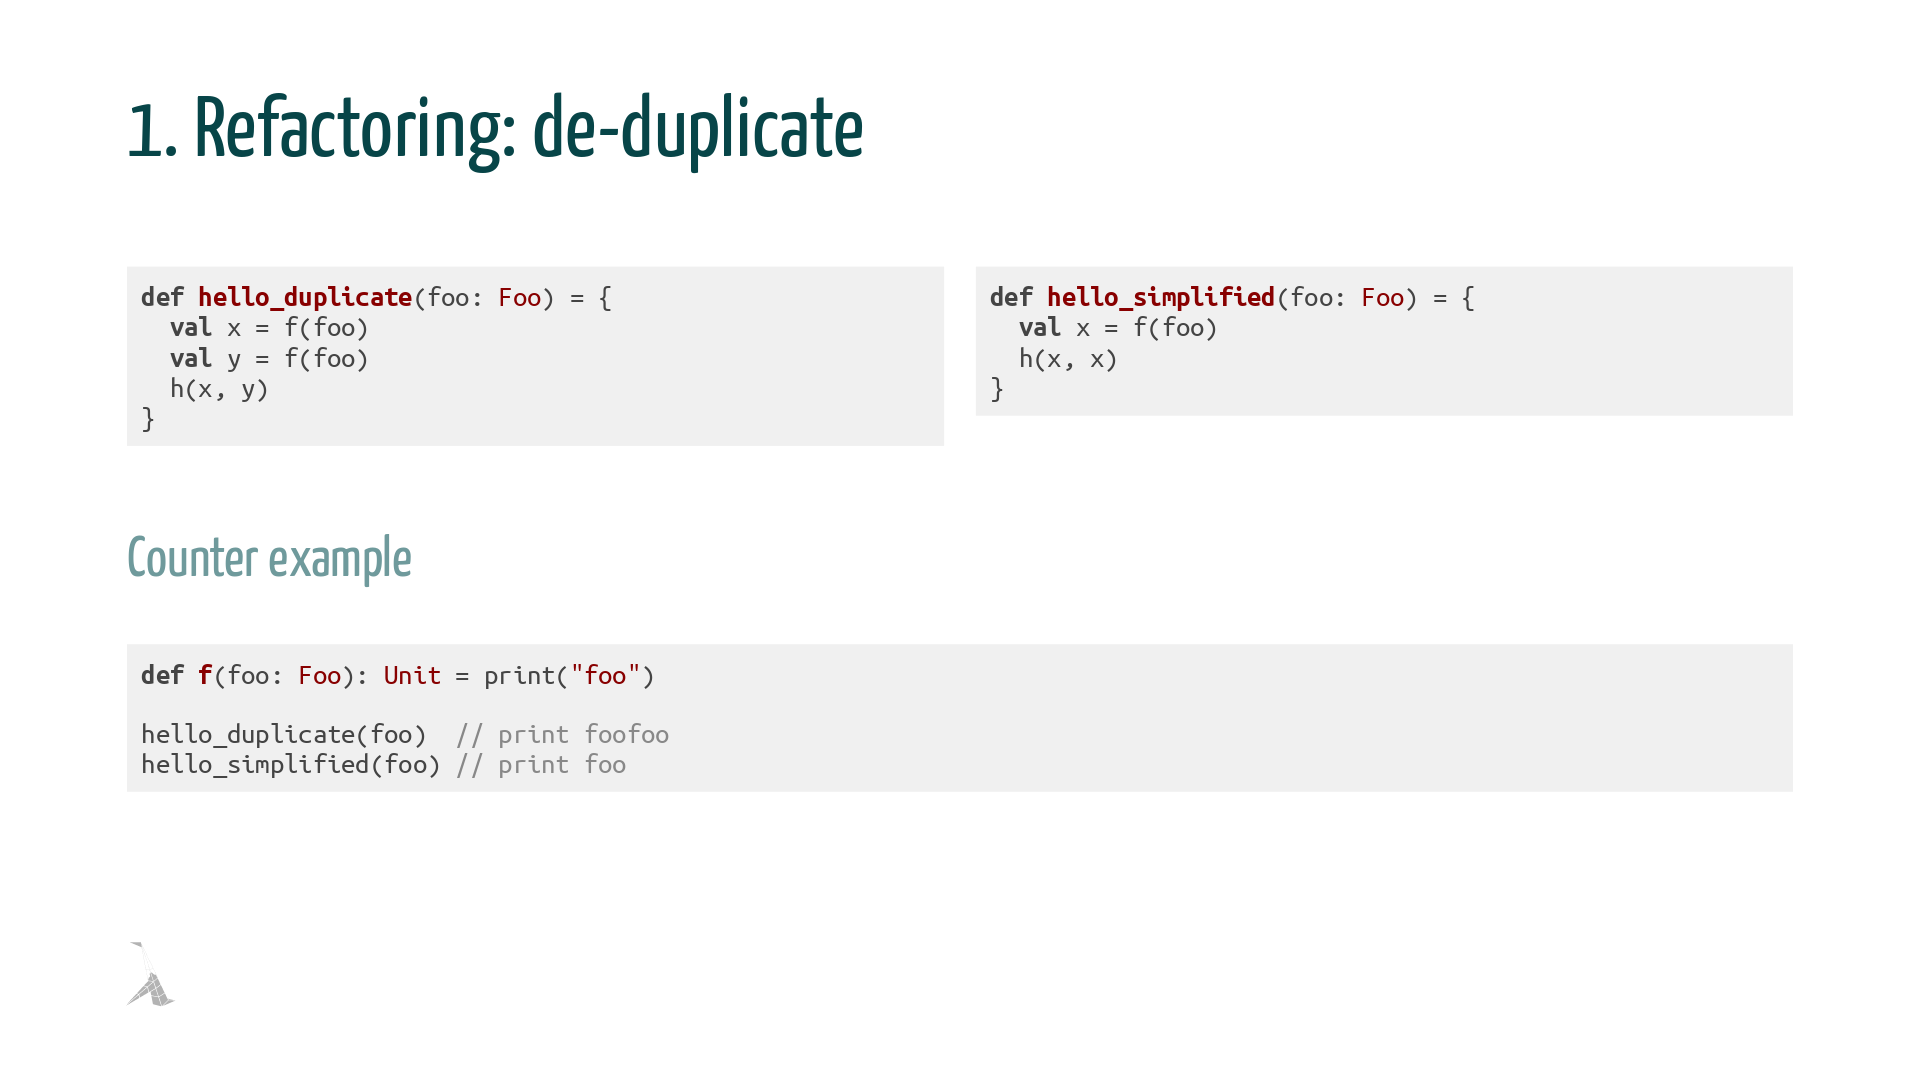 1. Refactoring: de-duplicate
def hello_duplicate(foo: Foo) = {
  val x = f(foo)
  val y = f(foo)
  h(x, y)
}
def hello_simplified(foo: Foo) = {
  val x = f(foo)
  h(x, x)
}
Counter example
def f(foo: Foo): Unit = print("foo")
hello_duplicate(foo)  // print foofoo
hello_simplified(foo) // print foo